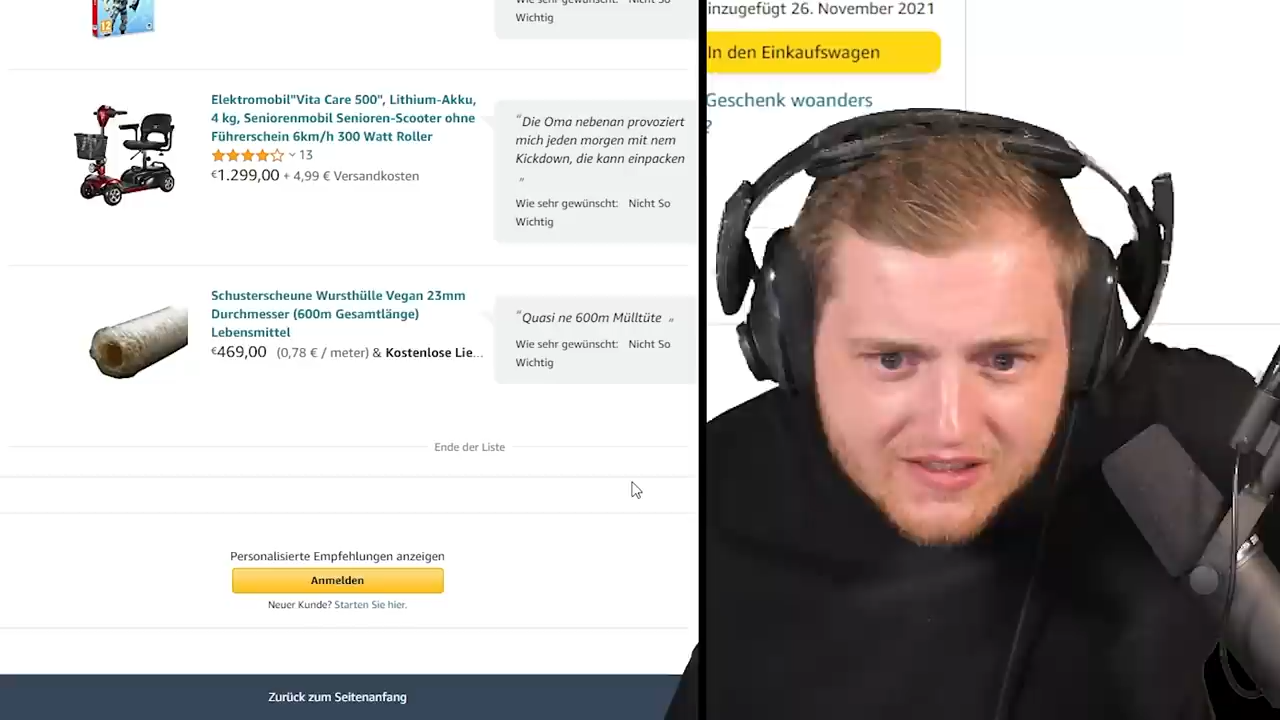 Wie sehr gewünscht: Nicht So
Wichtig
12
Elektromobil"Vita Care 500", Lithium-Akku,
4 kg, Seniorenmobil Senioren-Scooter ohne
Führerschein 6km/h 300 Watt Roller
13
€1.299,00 + 4,99 € Versandkosten
"Die Oma nebenan provoziert
mich jeden morgen mit nem
Kickdown, die kann einpacken
"
Wie sehr gewünscht: Nicht So
Wichtig
Schusterscheune Wursthülle Vegan 23mm
Durchmesser (600m Gesamtlänge)
Lebensmittel
€469,00 (0,78 € / meter) & Kostenlose Lie...
"Quasi ne 600m Mülltüte "
Wie sehr gewünscht: Nicht So
Wichtig
Ende der Liste
Personalisierte Empfehlungen anzeigen
Anmelden
Neuer Kunde? Starten Sie hier.
Zurück zum Seitenanfang
inzugefügt 26. November 2021
In den Einkaufswagen
Geschenk woanders
?